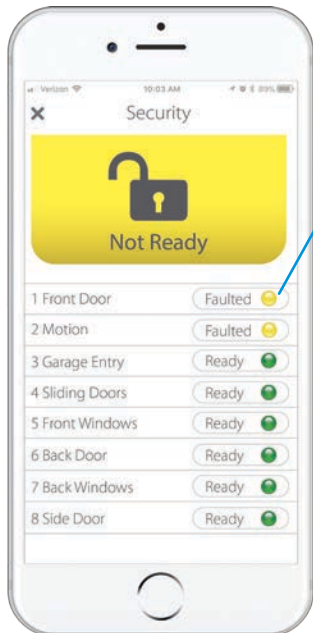 Verizon 10:03 AM 89%
Security
Not Ready
1 Front Door Faulted
2 Motion Faulted
3 Garage Entry Ready
4 Sliding Doors Ready
5 Front Windows Ready
6 Back Door Ready
7 Back Windows Ready
8 Side Door Ready